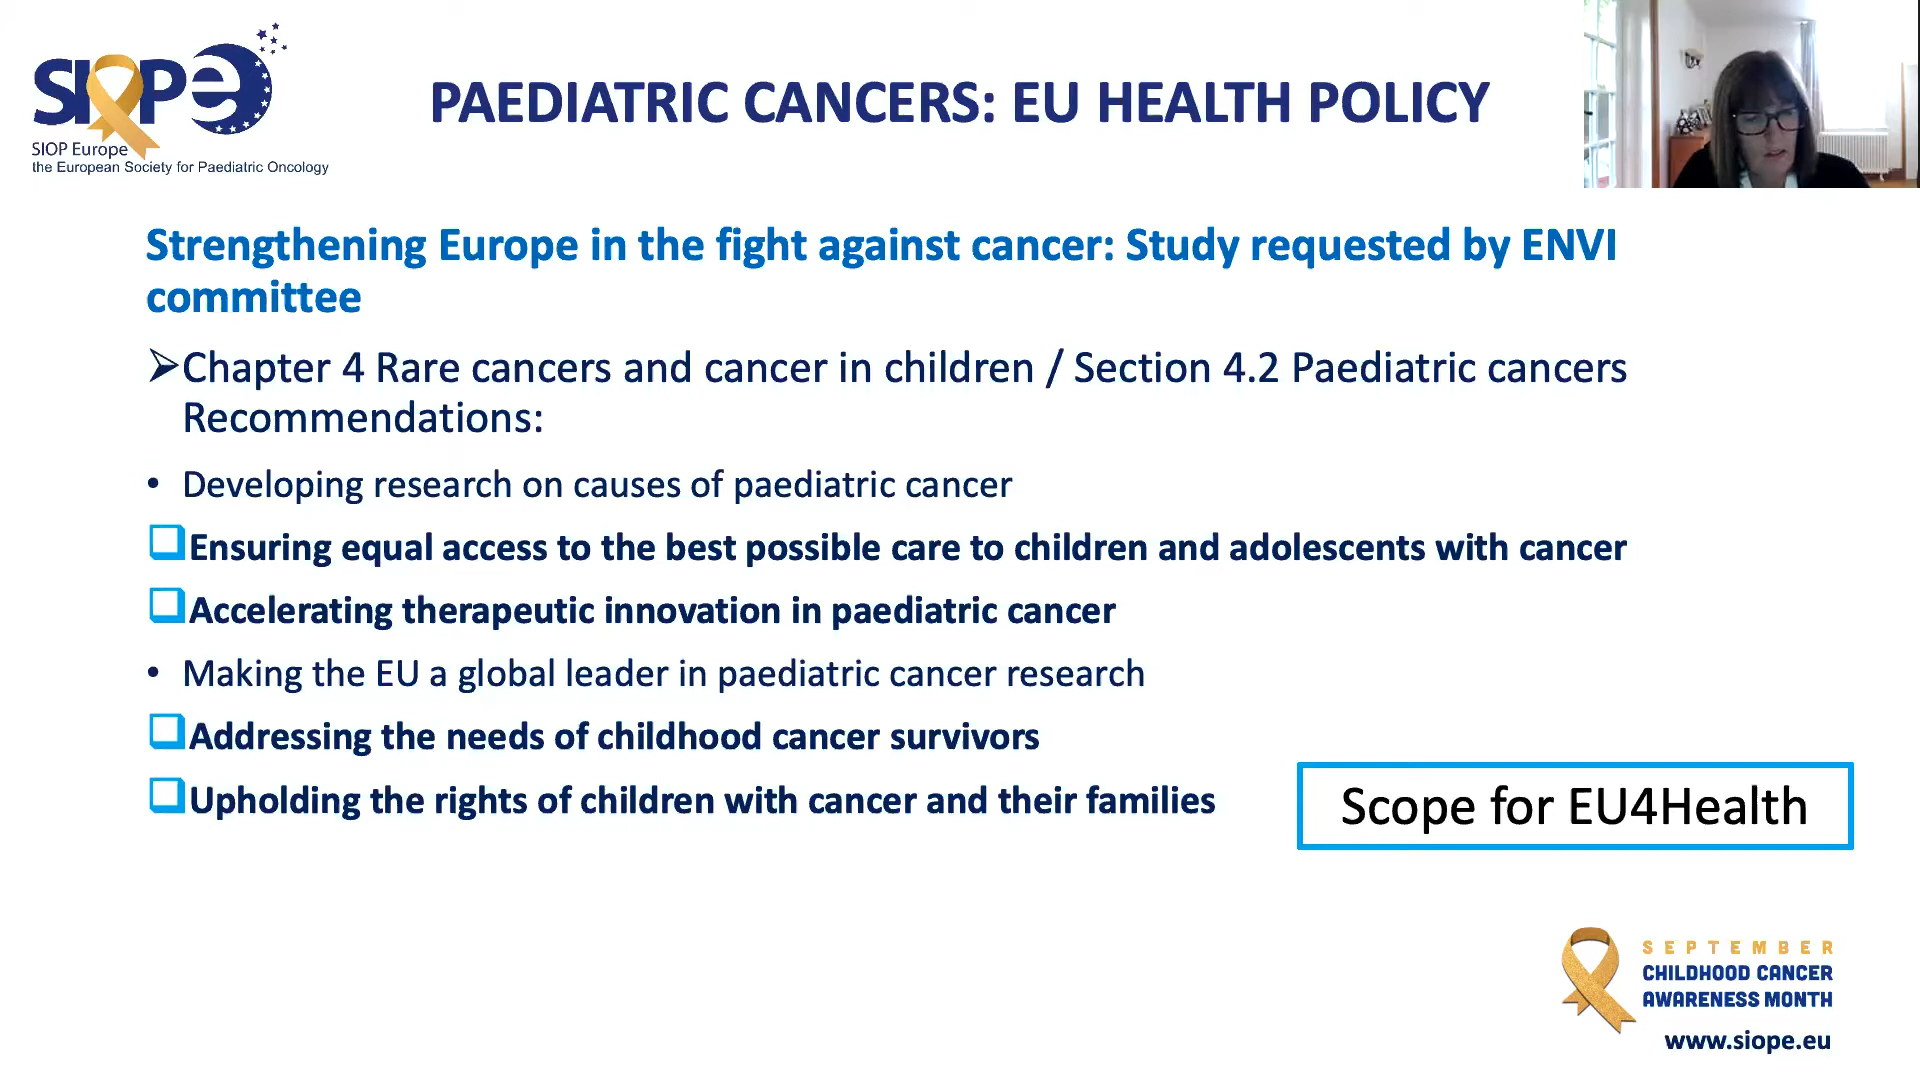 SIOPe
SIOP Europe
the European Society for Paediatric Oncology
PAEDIATRIC CANCERS: EU HEALTH POLICY
Strengthening Europe in the fight against cancer: Study requested by ENVI
committee
Chapter 4 Rare cancers and cancer in children / Section 4.2 Paediatric cancers
Recommendations:
Developing research on causes of paediatric cancer
Ensuring equal access to the best possible care to children and adolescents with cancer
Accelerating therapeutic innovation in paediatric cancer
Making the EU a global leader in paediatric cancer research
Addressing the needs of childhood cancer survivors
Upholding the rights of children with cancer and their families
Scope for EU4Health
SEPTEMBER
CHILDHOOD CANCER
AWARENESS MONTH
www.siope.eu